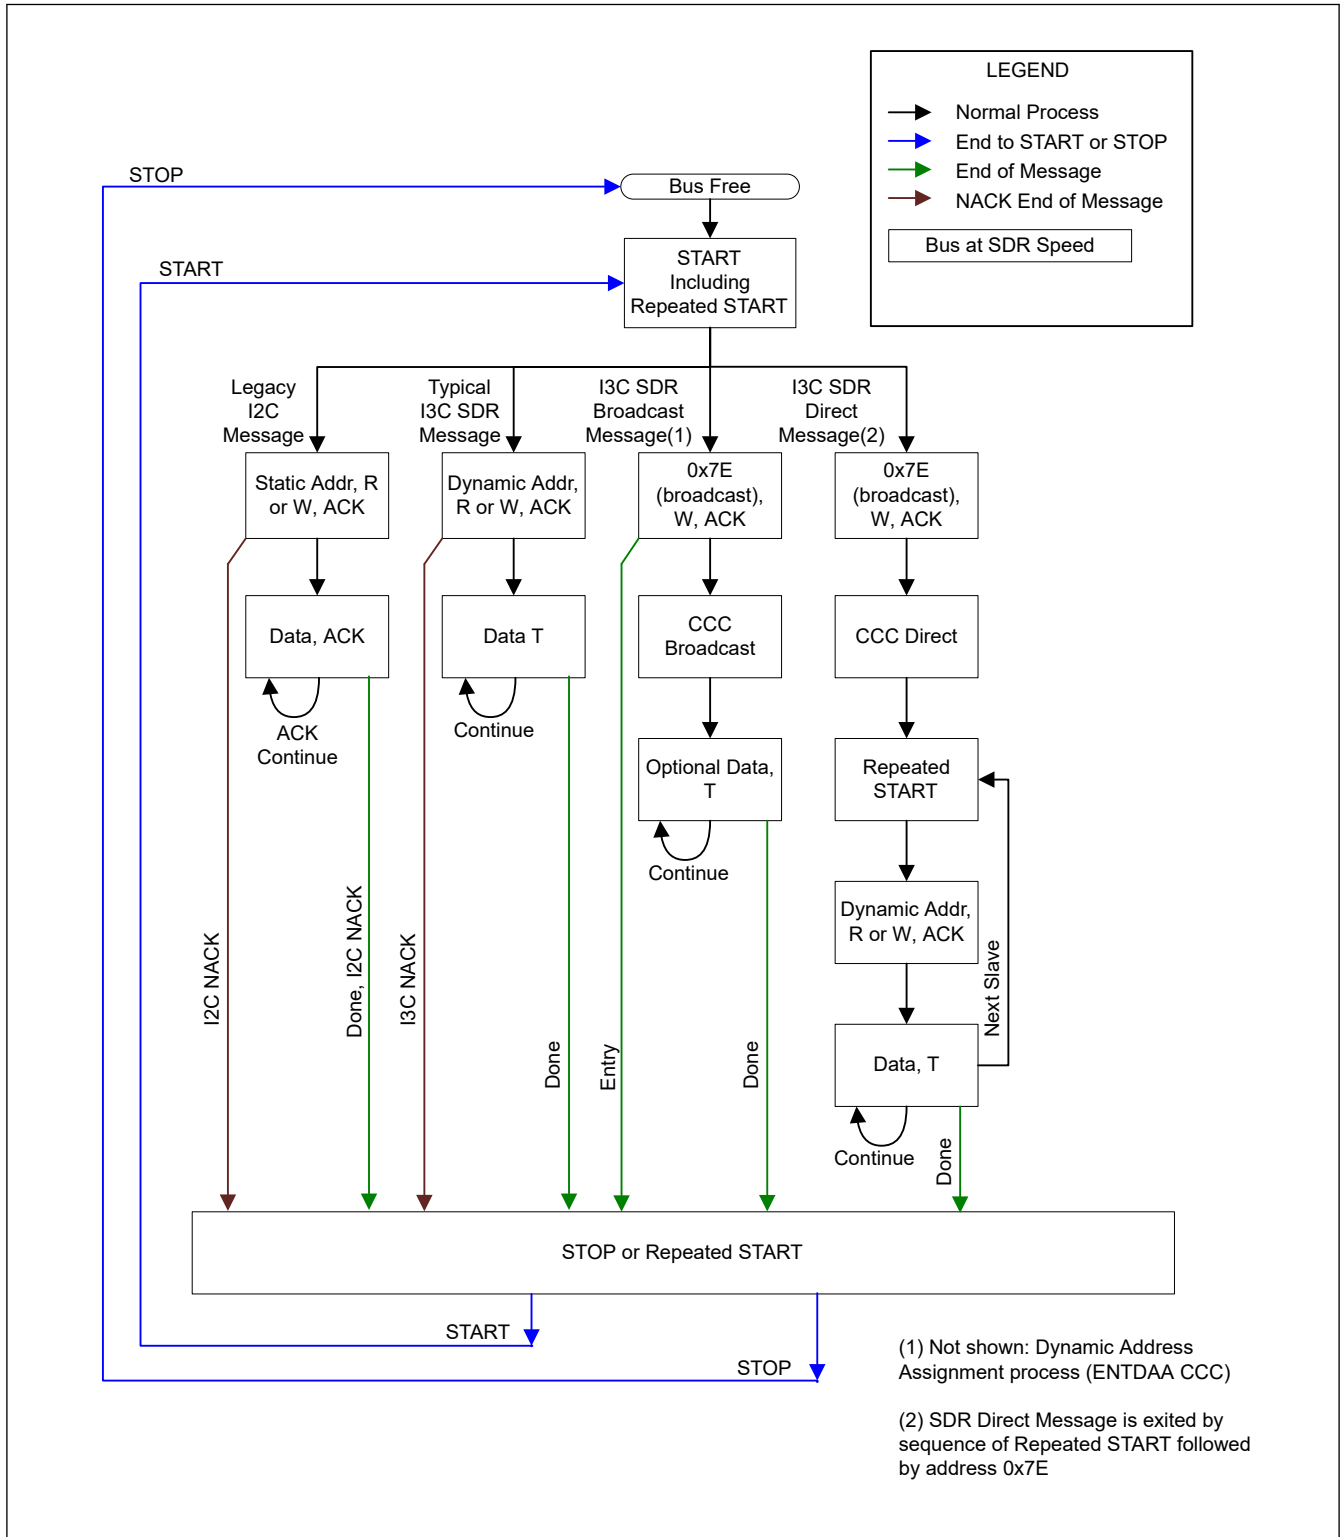 LEGEND
Normal Process
End to START or STOP
End of Message
NACK End of Message
Bus at SDR Speed
STOP
Bus Free
START
START
Including
Repeated START
Legacy
I2C
Message
Typical
I3C SDR
Message
I3C SDR
Broadcast
Message(1)
I3C SDR
Direct
Message(2)
Static Addr, R
or W, ACK
Dynamic Addr,
R or W, ACK
0x7E
(broadcast),
W, ACK
0x7E
(broadcast),
W, ACK
Data, ACK
Data T
CCC
Broadcast
CCC Direct
ACK
Continue
Continue
Optional Data,
T
Repeated
START
Continue
Dynamic Addr,
R or W, ACK
Next Slave
I2C NACK
Done, I2C NACK
I3C NACK
Done
Entry
Done
Data, T
Continue
Done
STOP or Repeated START
START
STOP
(1) Not shown: Dynamic Address
Assignment process (ENTDAA CCC)
(2) SDR Direct Message is exited by
sequence of Repeated START followed
by address 0x7E